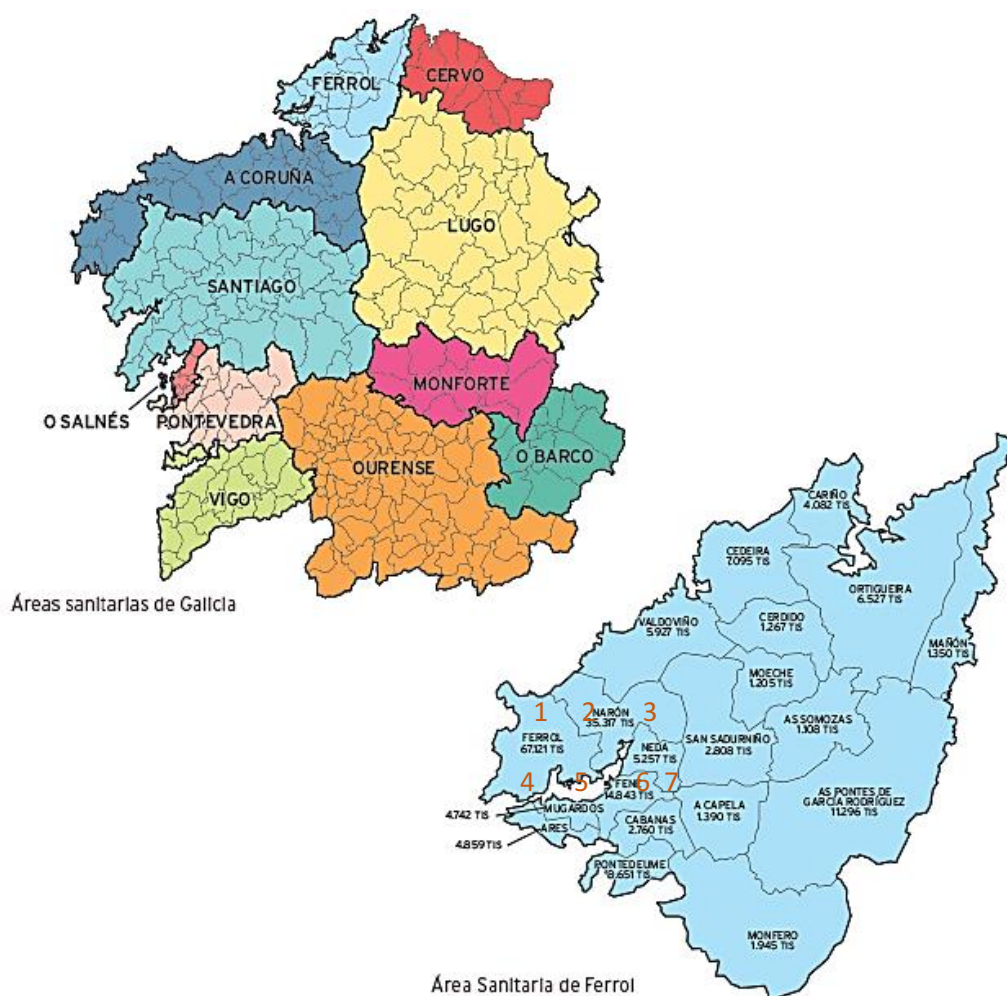 FERROL
CERVO
A CORUÑA
LUGO
SANTIAGO
MONFORTE
O SALNÉS
PONTEVEDRA
OURENSE
O BARCO
VIGO
Áreas sanitarias de Galicia
CARIÑO
4.082 TIS
CEDEIRA
7.095 TIS
ORTIGUEIRA
6.527 TIS
VALDOVIÑO
5.927 TIS
CERDIDO
1.267 TIS
MAÑÓN
1.350 TIS
MOECHE
1.205 TIS
1 2 3
NARÓN
35.317 TIS
AS SOMOZAS
1.108 TIS
FERROL
67.121 TIS
SAN SADURNIÑO
2.808 TIS
NEDA
5.257 TIS
4 5 6 7
FENE
14.843 TIS
AS PONTES DE
GARCÍA RODRÍGUEZ
11.296 TIS
MUGARDOS
4.742 TIS
A CAPELA
1.390 TIS
CABANAS
2.760 TIS
ARES
4.859 TIS
PONTEDEUME
8.651 TIS
MONFERO
1.945 TIS
Área Sanitaria de Ferrol